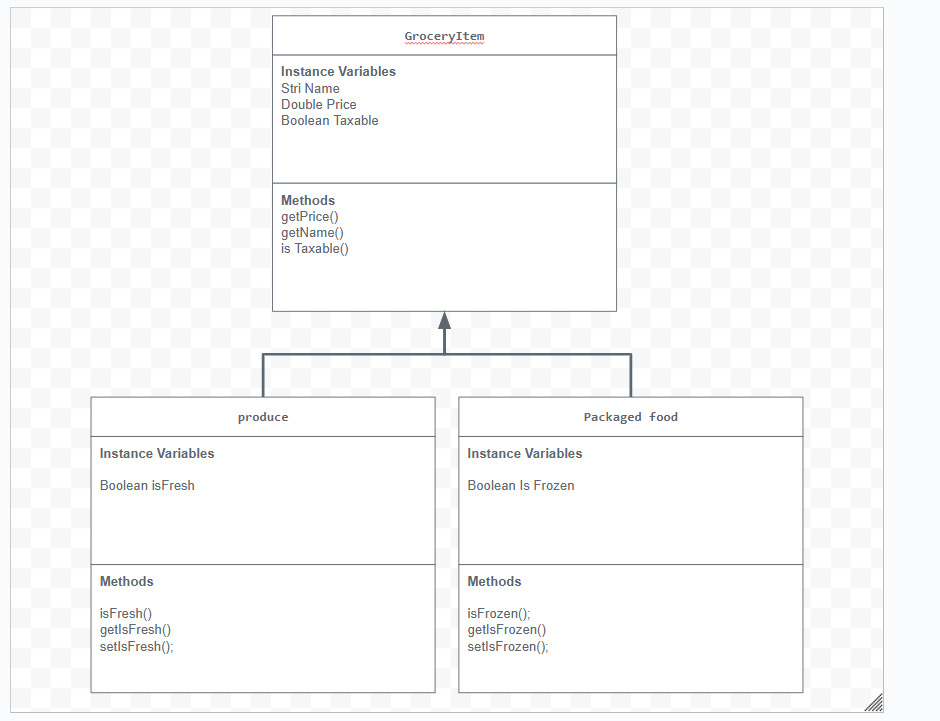 GroceryItem
Instance Variables
Stri Name
Double Price
Boolean Taxable
Methods
getPrice()
getName()
is Taxable()
produce
Instance Variables
Boolean isFresh
Methods
isFresh()
getIsFresh()
setIsFresh();
Packaged food
Instance Variables
Boolean Is Frozen
Methods
isFrozen();
getIsFrozen()
setIsFrozen();